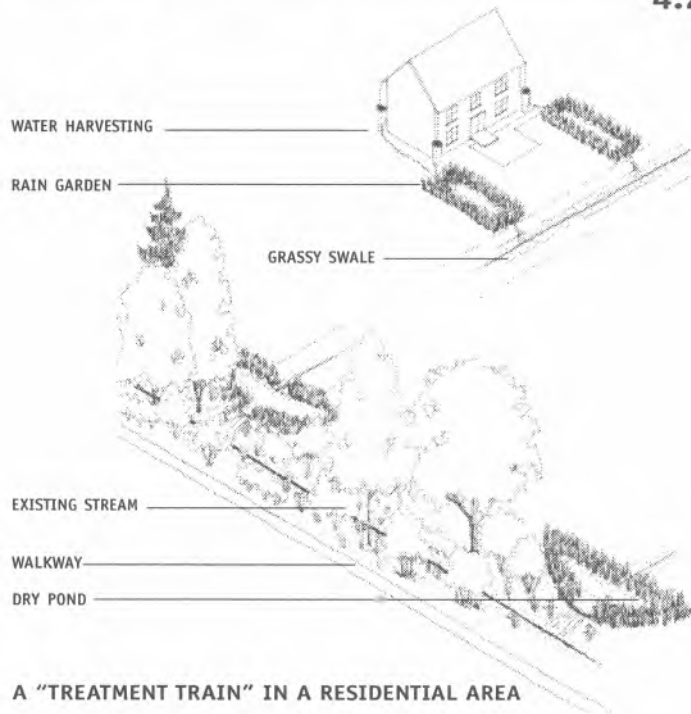 WATER HARVESTING
RAIN GARDEN
GRASSY SWALE
EXISTING STREAM
WALKWAY
DRY POND
A "TREATMENT TRAIN" IN A RESIDENTIAL AREA